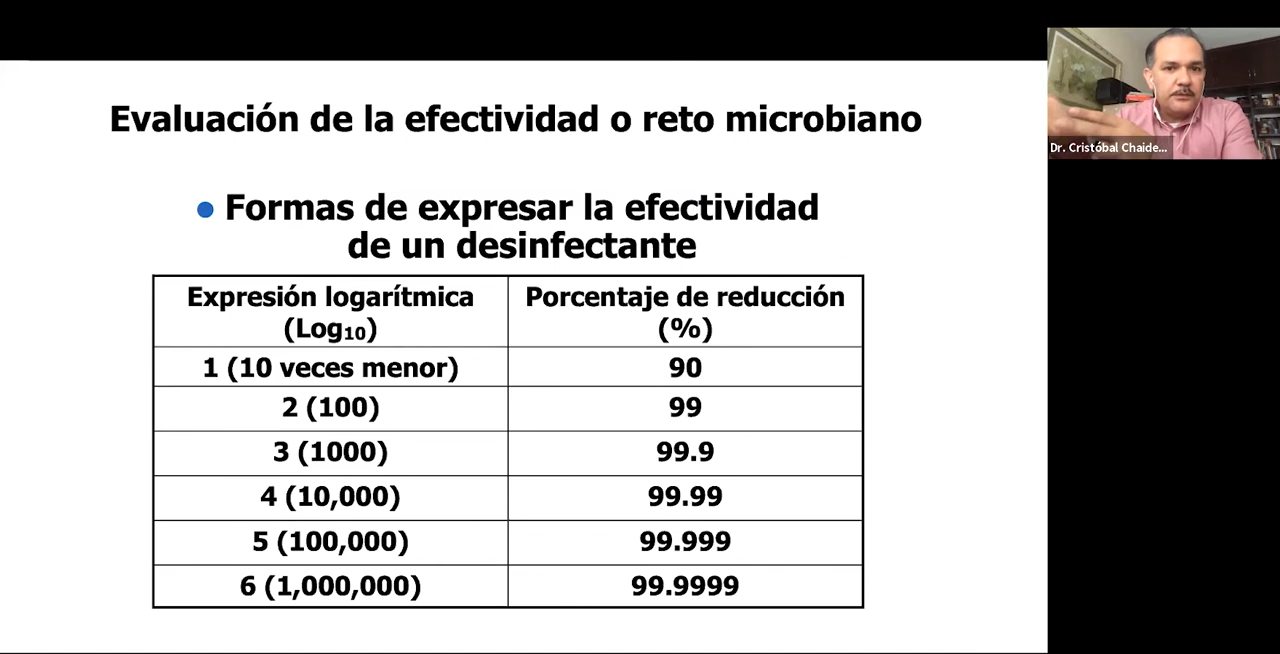 Evaluación de la efectividad o reto microbiano
● Formas de expresar la efectividad
de un desinfectante
Expresión logarítmica
(Log₁₀)
Porcentaje de reducción
(%)
1 (10 veces menor)
90
2 (100)
99
3 (1000)
99.9
4 (10,000)
99.99
5 (100,000)
99.999
6 (1,000,000)
99.9999
Dr. Cristóbal Chaide...